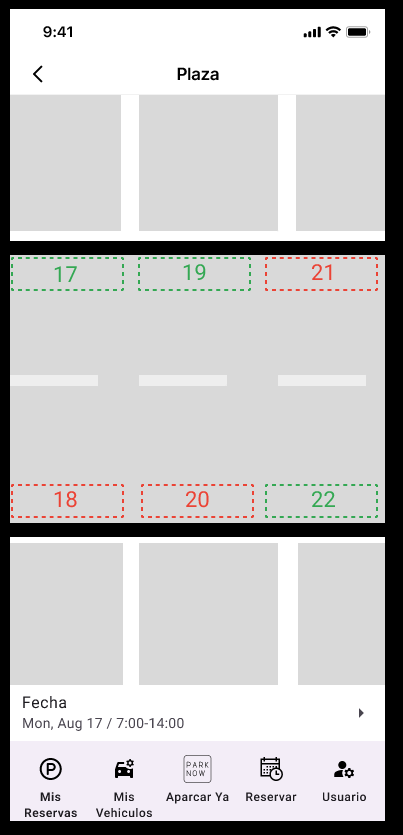 9:41
Plaza
17 19 21
18 20 22
Fecha
Mon, Aug 17 / 7:00-14:00
P
PARK
NOW
Mis
Reservas
Mis
Vehiculos
Aparcar Ya
Reservar
Usuario